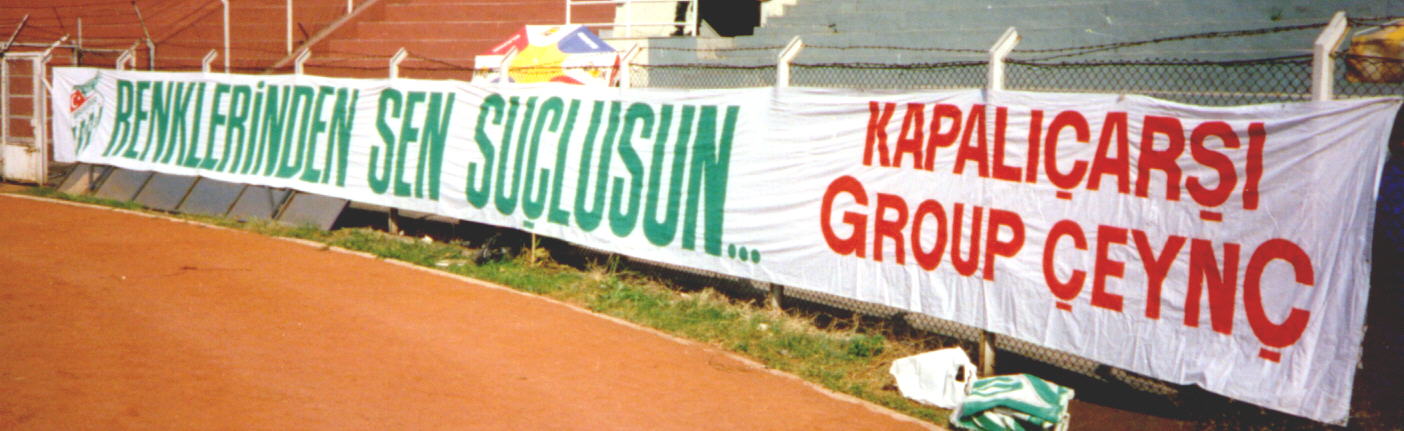 RENKLERİNDEN SEN SUÇLUSUN...
KAPALIÇARŞI
GROUP ÇEYNÇ